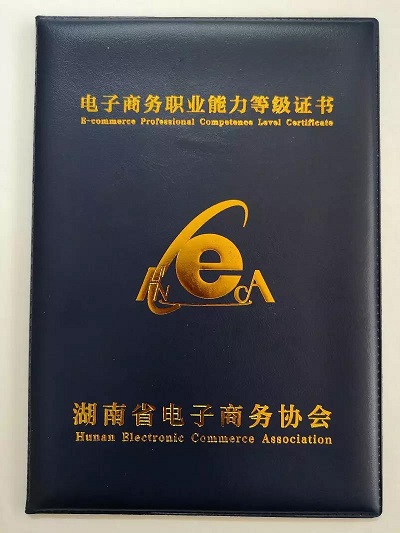 电子商务职业能力等级证书
E-commerce Professional Competence Level Certificate
HNeCA
湖南省电子商务协会
Hunan Electronic Commerce Association